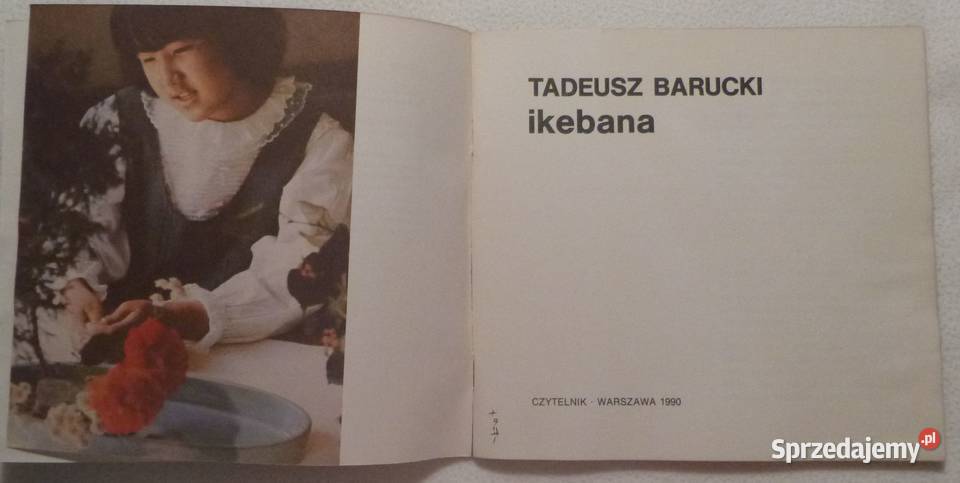 TADEUSZ BARUCKI
ikebana
CZYTELNIK · WARSZAWA 1990
Sprzedajemy.pl